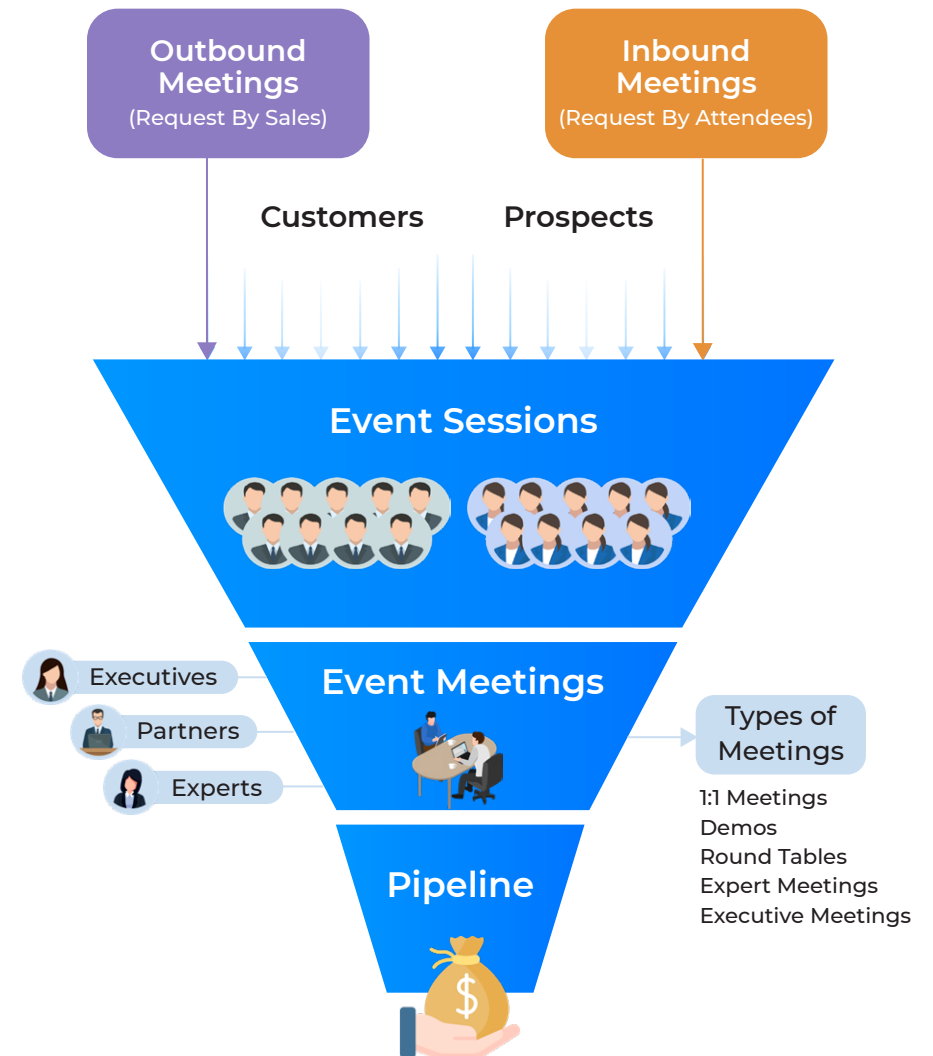 Outbound
Meetings
(Request By Sales)
Inbound
Meetings
(Request By Attendees)
Customers
Prospects
Event Sessions
Event Meetings
Executives
Partners
Experts
Types of
Meetings
1:1 Meetings
Demos
Round Tables
Expert Meetings
Executive Meetings
Pipeline
$